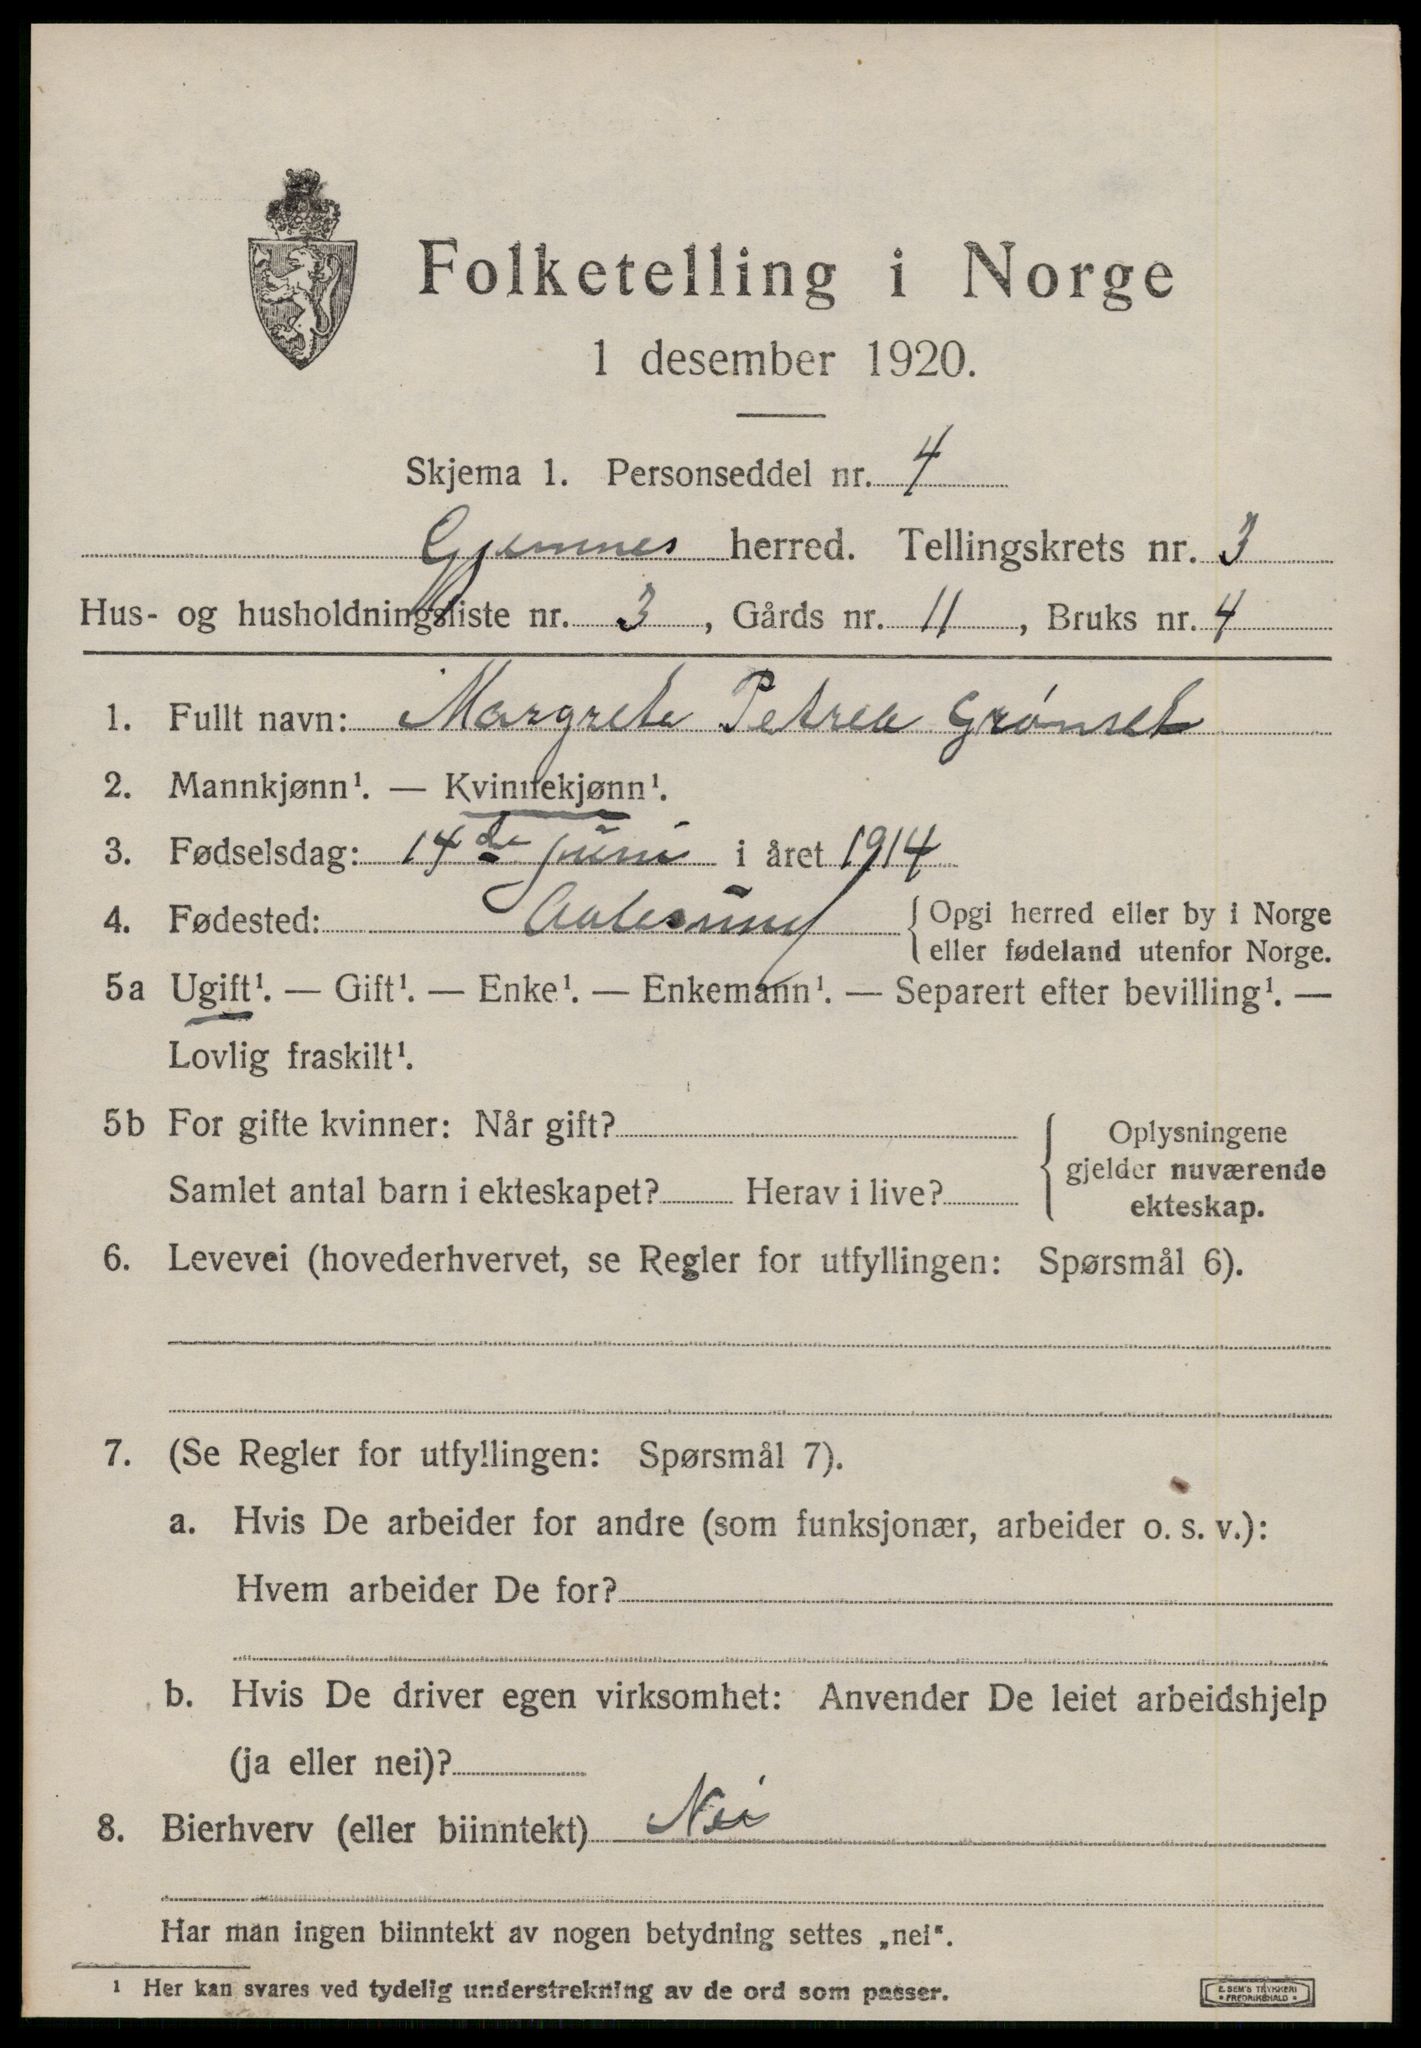 Folketelling i Norge
1 desember 1920.
Skjema 1. Personseddel nr. 4
Gjemnes herred. Tellingskrets nr. 3
Hus- og husholdningsliste nr. 3, Gårds nr. 11, Bruks nr. 4
1. Fullt navn: Margrete Petrea Grønset
2. Mannkjønn¹. — Kvinnekjønn¹.
3. Fødselsdag: 14de juni i året 1914
4. Fødested: Aalesund { Opgi herred eller by i Norge
eller fødeland utenfor Norge.
5a Ugift¹. — Gift¹. — Enke¹. — Enkemann¹. — Separert efter bevilling¹. —
Lovlig fraskilt¹.
5b For gifte kvinner: Når gift?
Samlet antal barn i ekteskapet? Herav i live?
{ Oplysningene
gjelder nuværende
ekteskap.
6. Levevei (hovederhvervet, se Regler for utfyllingen: Spørsmål 6).
7. (Se Regler for utfyllingen: Spørsmål 7).
a. Hvis De arbeider for andre (som funksjonær, arbeider o. s. v.):
Hvem arbeider De for?
b. Hvis De driver egen virksomhet: Anvender De leiet arbeidshjelp
(ja eller nei)?
8. Bierhverv (eller biinntekt) Nei
Har man ingen biinntekt av nogen betydning settes „nei“.
¹ Her kan svares ved tydelig understrekning av de ord som passer.
E. SEM'S TRYKKERI
• FREDRIKSHALD •